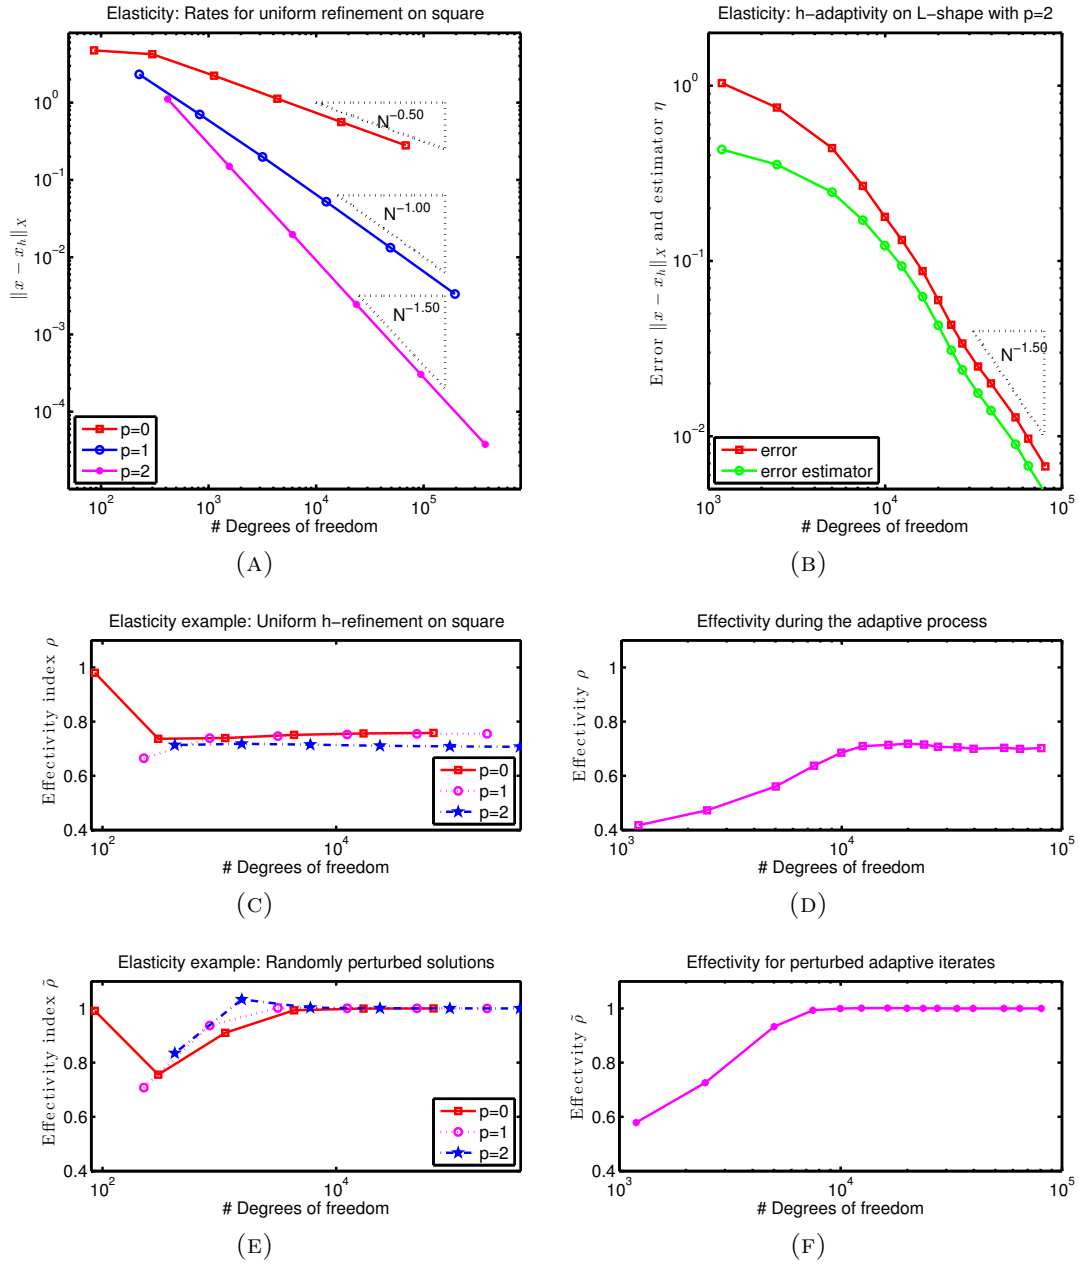 Elasticity: Rates for uniform refinement on square
10^0
10^-1
10^-2
10^-3
10^-4
‖x − x_h‖_X
N^-0.50
N^-1.00
N^-1.50
p=0
p=1
p=2
10^2
10^3
10^4
10^5
# Degrees of freedom
(A)
Elasticity: h−adaptivity on L−shape with p=2
10^0
10^-1
10^-2
Error ‖x − x_h‖_X and estimator η
N^-1.50
error
error estimator
10^3
10^4
10^5
# Degrees of freedom
(B)
Elasticity example: Uniform h−refinement on square
Effectivity index ρ
1
0.8
0.6
0.4
p=0
p=1
p=2
10^2
10^4
# Degrees of freedom
(C)
Effectivity during the adaptive process
Effectivity ρ
1
0.8
0.6
0.4
10^3
10^4
10^5
# Degrees of freedom
(D)
Elasticity example: Randomly perturbed solutions
Effectivity index ρ̃
1
0.8
0.6
0.4
p=0
p=1
p=2
10^2
10^4
# Degrees of freedom
(E)
Effectivity for perturbed adaptive iterates
Effectvity ρ̃
1
0.8
0.6
0.4
10^3
10^4
10^5
# Degrees of freedom
(F)